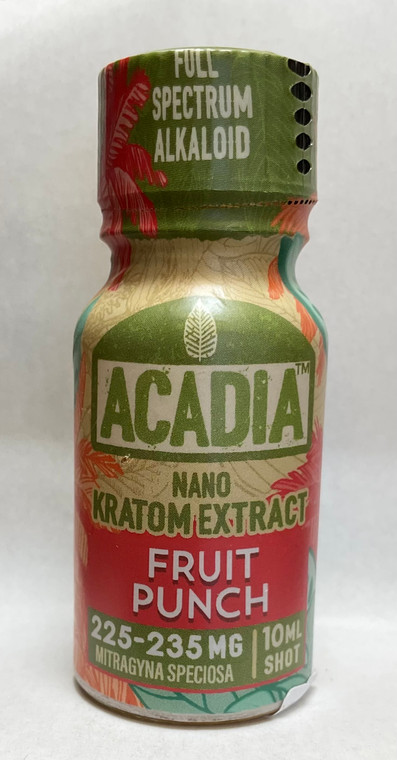 FULL
SPECTRUM
ALKALOID
ACADIA™
NANO
KRATOM EXTRACT
FRUIT
PUNCH
225-235 MG
MITRAGYNA SPECIOSA
10ML
SHOT